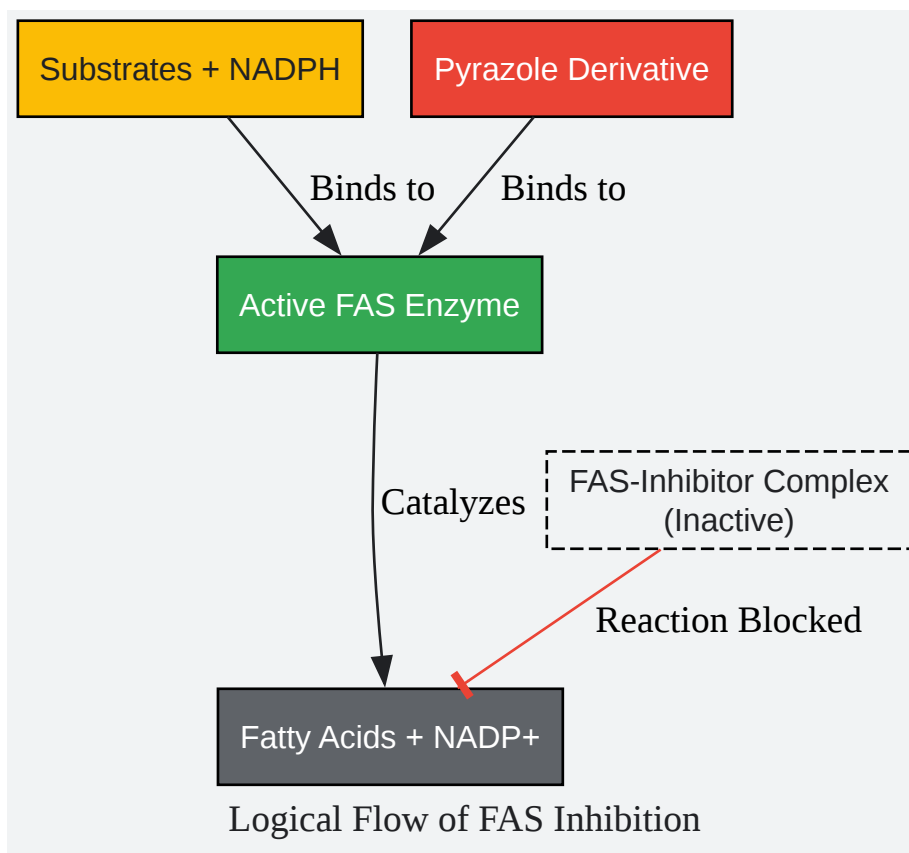 Substrates + NADPH
Pyrazole Derivative
Binds to
Binds to
Active FAS Enzyme
Catalyzes
FAS-Inhibitor Complex
(Inactive)
Reaction Blocked
Fatty Acids + NADP+
Logical Flow of FAS Inhibition